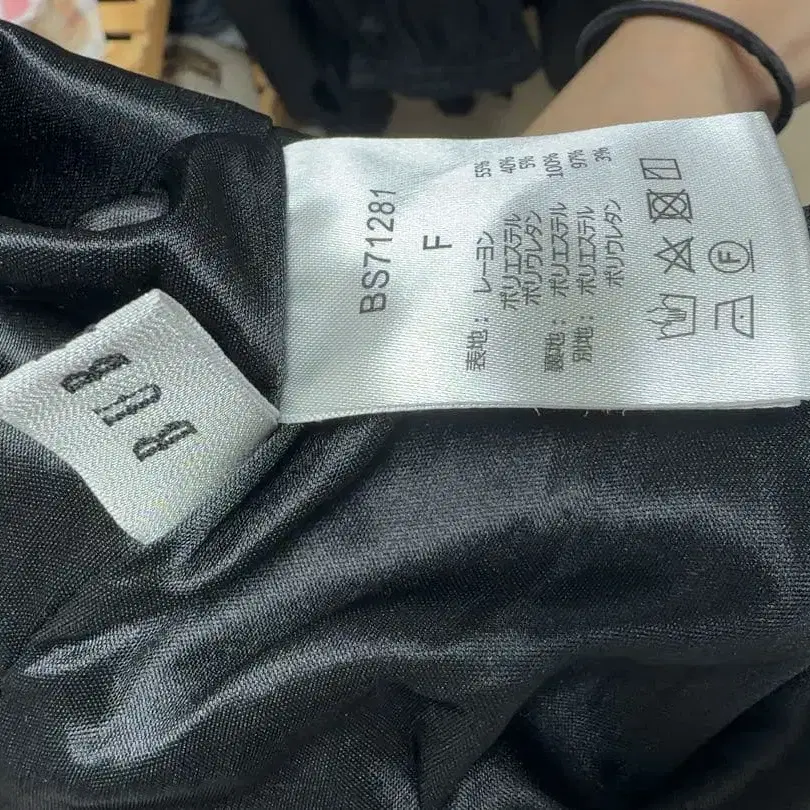 BS71281
F
表地： レーヨン 55%
ポリエステル 40%
ポリウレタン 5%
裏地： ポリエステル 100%
別地： ポリエステル 97%
ポリウレタン 3%
F
RUR